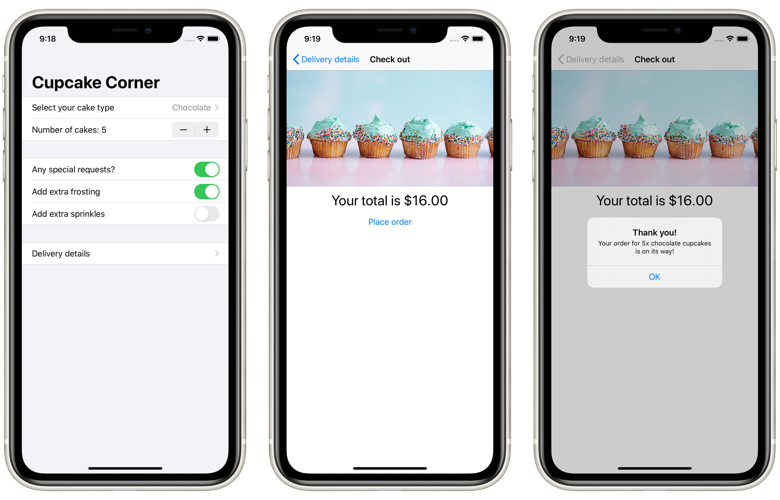 9:18
Cupcake Corner
Select your cake type Chocolate
Number of cakes: 5
Any special requests?
Add extra frosting
Add extra sprinkles
Delivery details
9:19
Delivery details Check out
Your total is $16.00
Place order
9:19
Delivery details Check out
Your total is $16.00
Thank you!
Your order for 5x chocolate cupcakes
is on its way!
OK